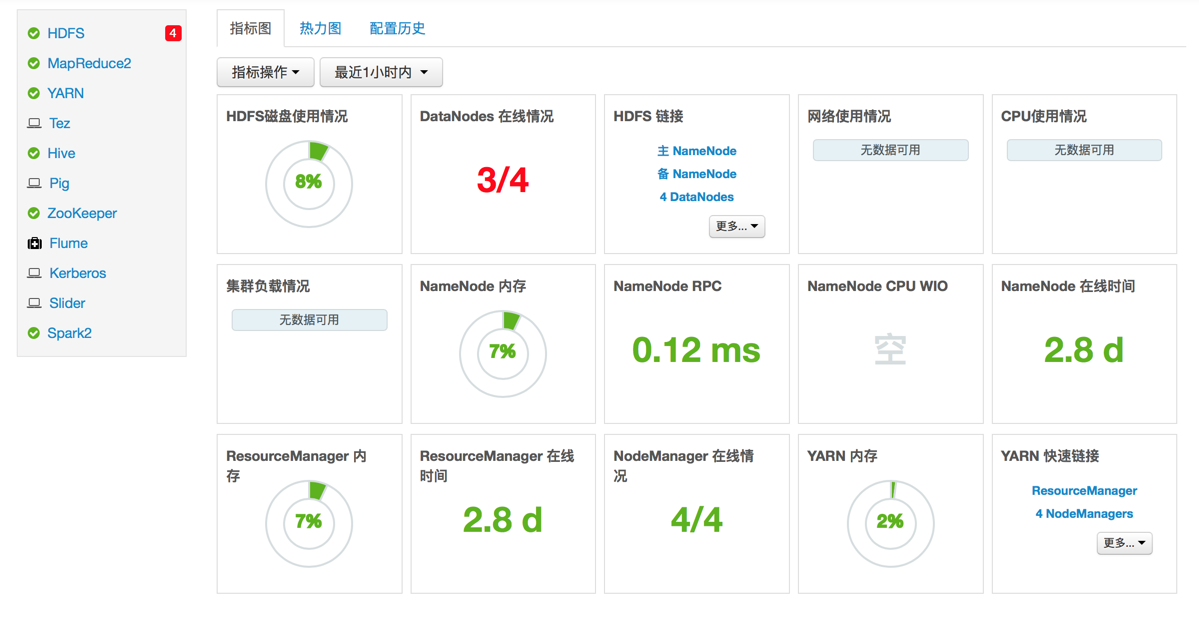 HDFS 4
MapReduce2
YARN
Tez
Hive
Pig
ZooKeeper
Flume
Kerberos
Slider
Spark2
指标图 热力图 配置历史
指标操作 最近1小时内
HDFS磁盘使用情况
8%
DataNodes 在线情况
3/4
HDFS 链接
主 NameNode
备 NameNode
4 DataNodes
更多...
网络使用情况
无数据可用
CPU使用情况
无数据可用
集群负载情况
无数据可用
NameNode 内存
7%
NameNode RPC
0.12 ms
NameNode CPU WIO
空
NameNode 在线时间
2.8 d
ResourceManager 内
存
7%
ResourceManager 在线
时间
2.8 d
NodeManager 在线情
况
4/4
YARN 内存
2%
YARN 快速链接
ResourceManager
4 NodeManagers
更多...